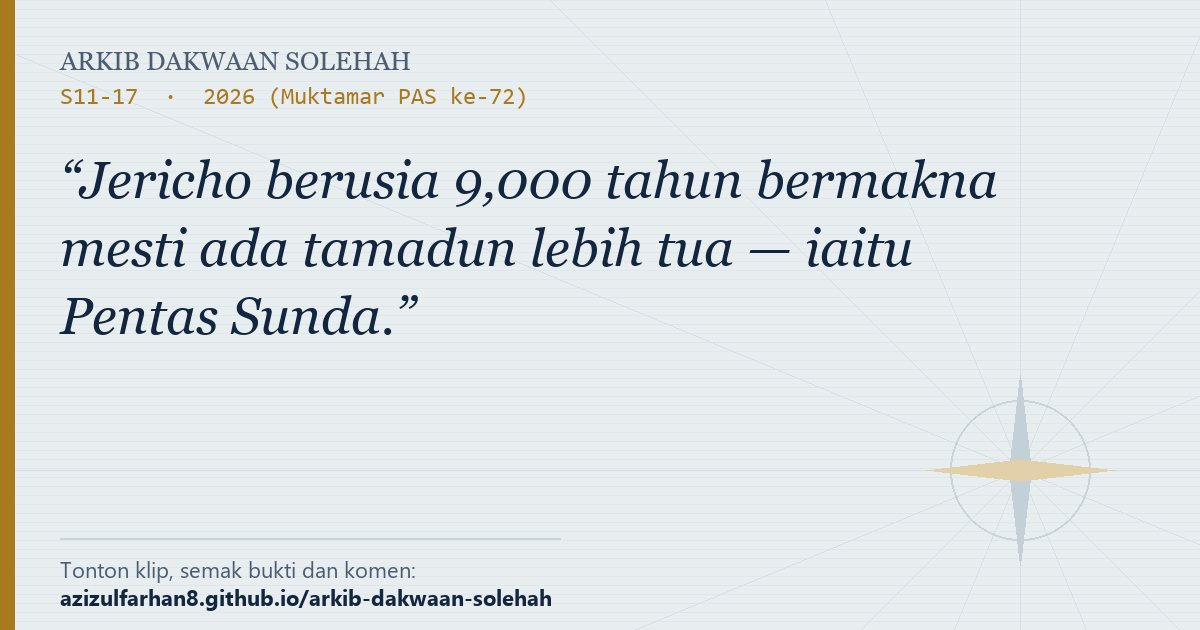 ARKIB DAKWAAN SOLEHAH
S11-17 · 2026 (Muktamar PAS ke-72)
“Jericho berusia 9,000 tahun bermakna
mesti ada tamadun lebih tua — iaitu
Pentas Sunda.”
Tonton klip, semak bukti dan komen:
azizulfarhan8.github.io/arkib-dakwaan-solehah